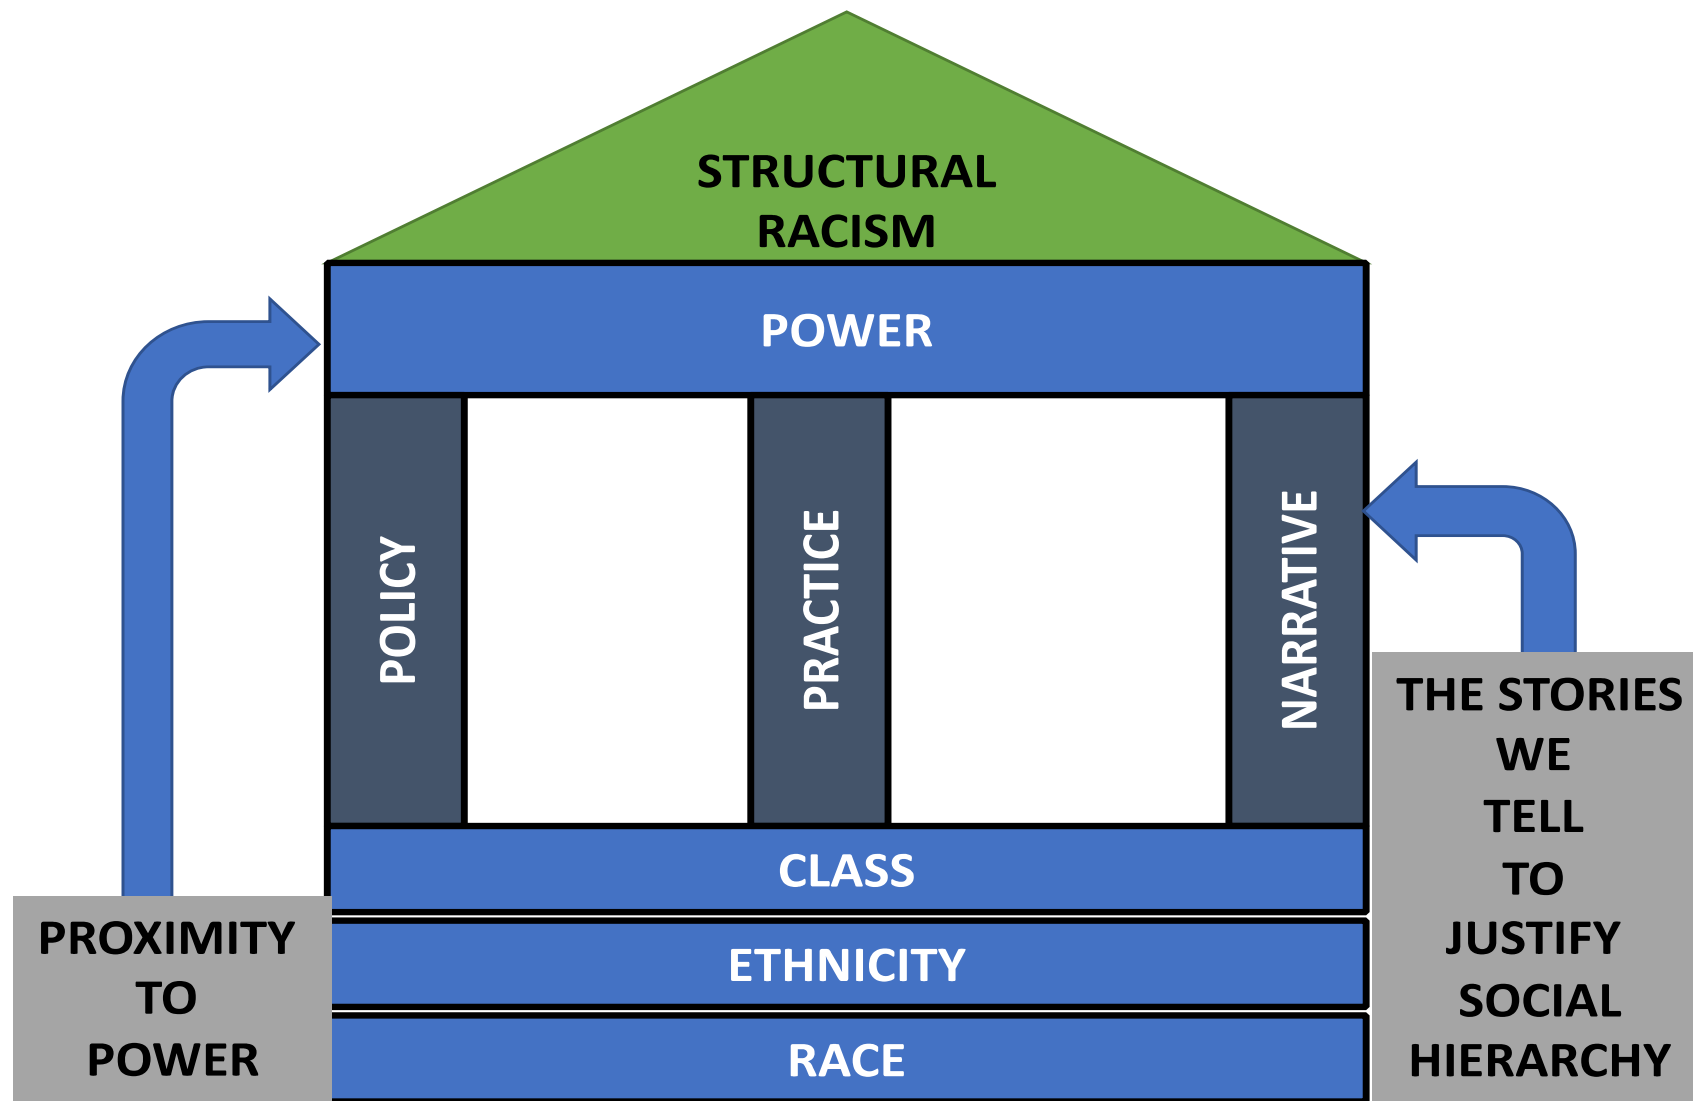 STRUCTURAL
RACISM
POWER
POLICY
PRACTICE
NARRATIVE
CLASS
ETHNICITY
RACE
PROXIMITY
TO
POWER
THE STORIES
WE
TELL
TO
JUSTIFY
SOCIAL
HIERARCHY